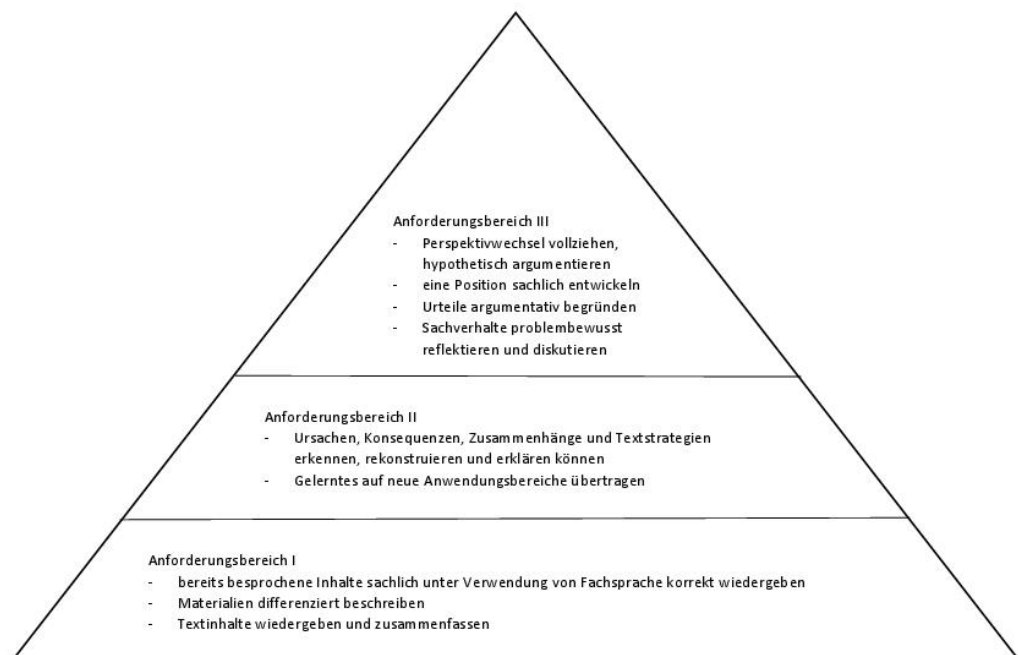 Anforderungsbereich III
- Perspektivwechsel vollziehen,
hypothetisch argumentieren
- eine Position sachlich entwickeln
- Urteile argumentativ begründen
- Sachverhalte problembewusst
reflektieren und diskutieren
Anforderungsbereich II
- Ursachen, Konsequenzen, Zusammenhänge und Textstrategien
erkennen, rekonstruieren und erklären können
- Gelerntes auf neue Anwendungsbereiche übertragen
Anforderungsbereich I
- bereits besprochene Inhalte sachlich unter Verwendung von Fachsprache korrekt wiedergeben
- Materialien differenziert beschreiben
- Textinhalte wiedergeben und zusammenfassen